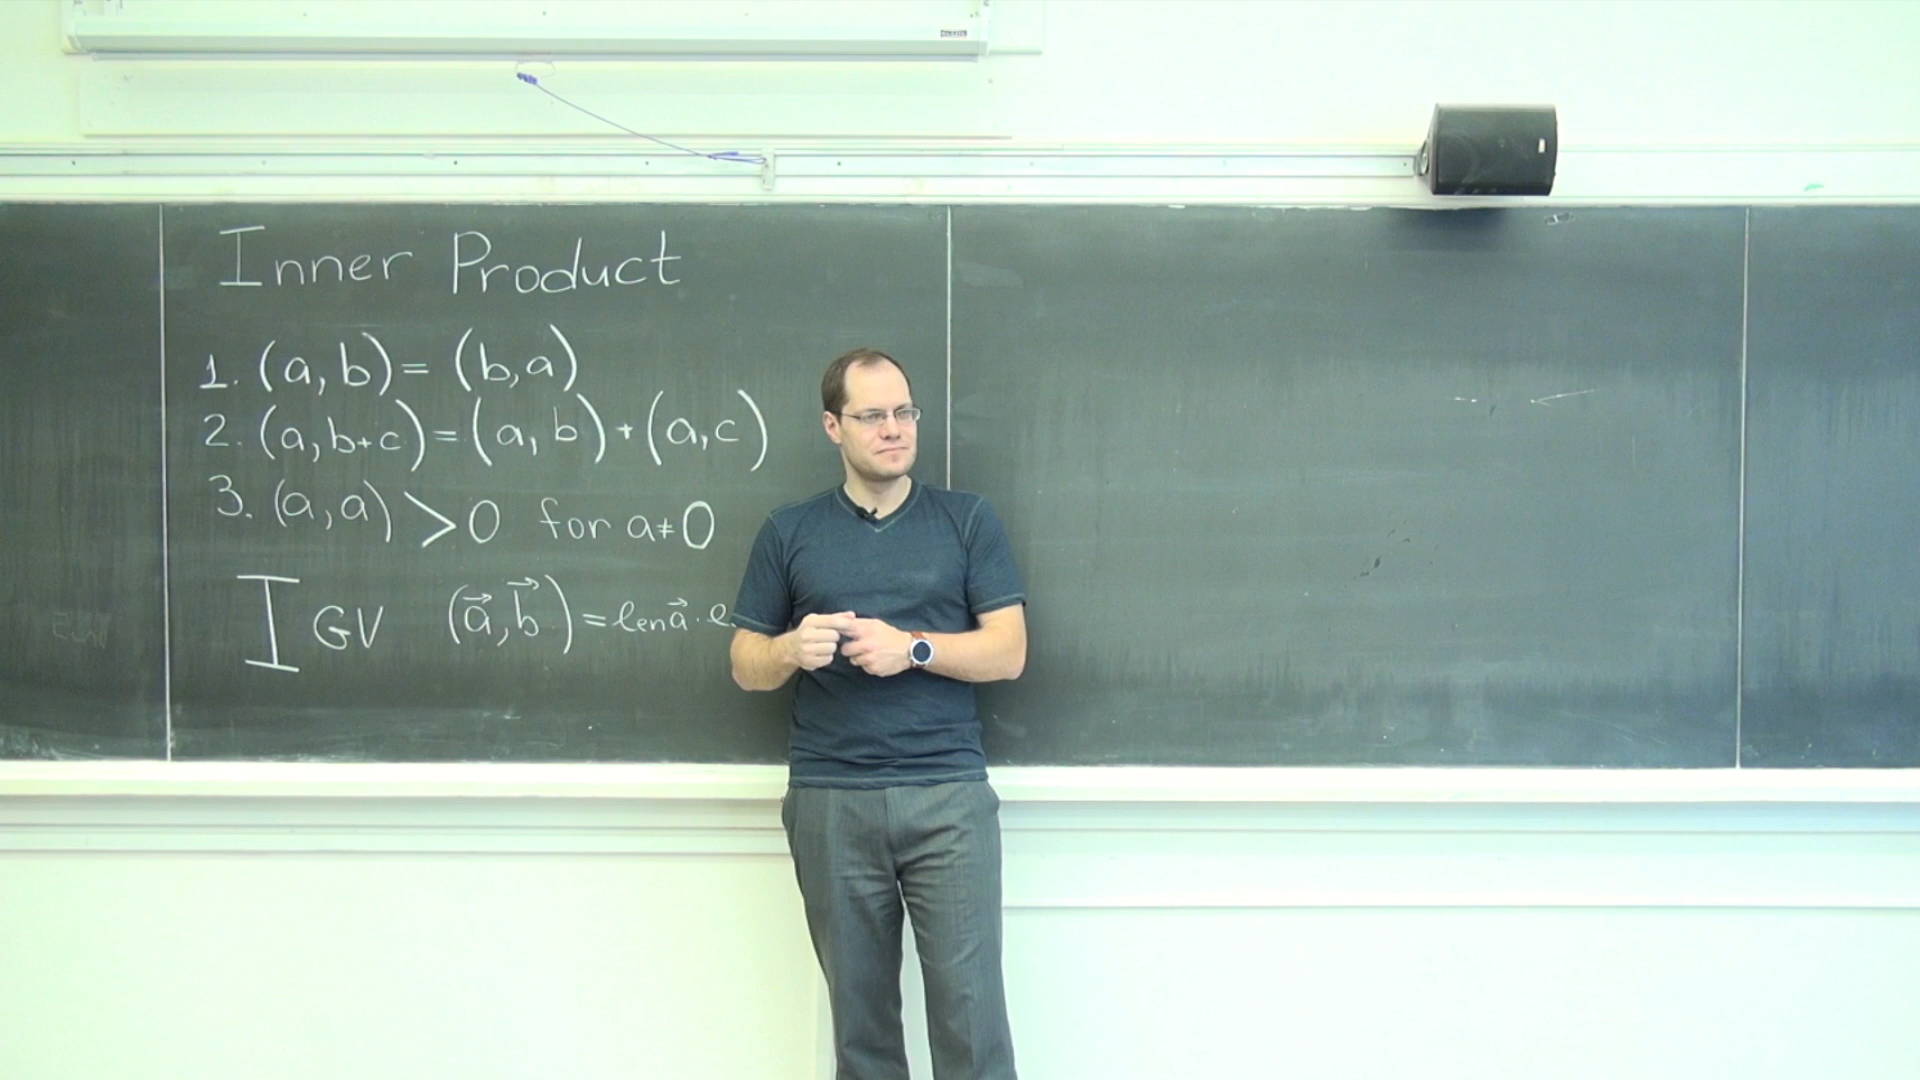 Inner Product
1. (a, b) = (b, a)
2. (a, b+c) = (a, b) + (a, c)
3. (a, a) > 0 for a ≠ 0
I GV (a⃗, b⃗) = len a⃗ ·